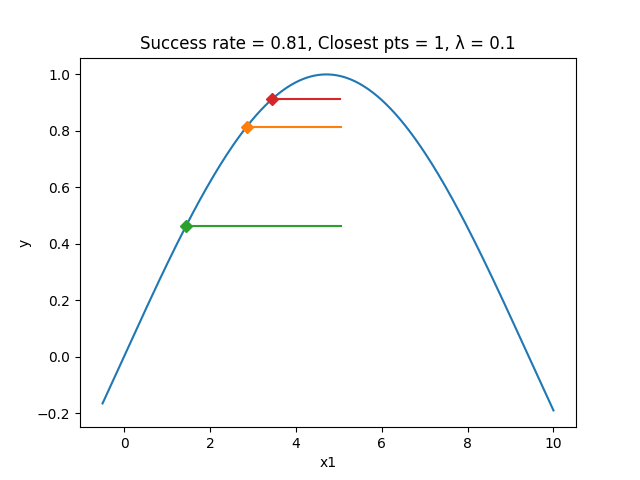 Success rate = 0.81, Closest pts = 1, λ = 0.1
1.0
0.8
0.6
0.4
0.2
0.0
−0.2
y
0 2 4 6 8 10
x1